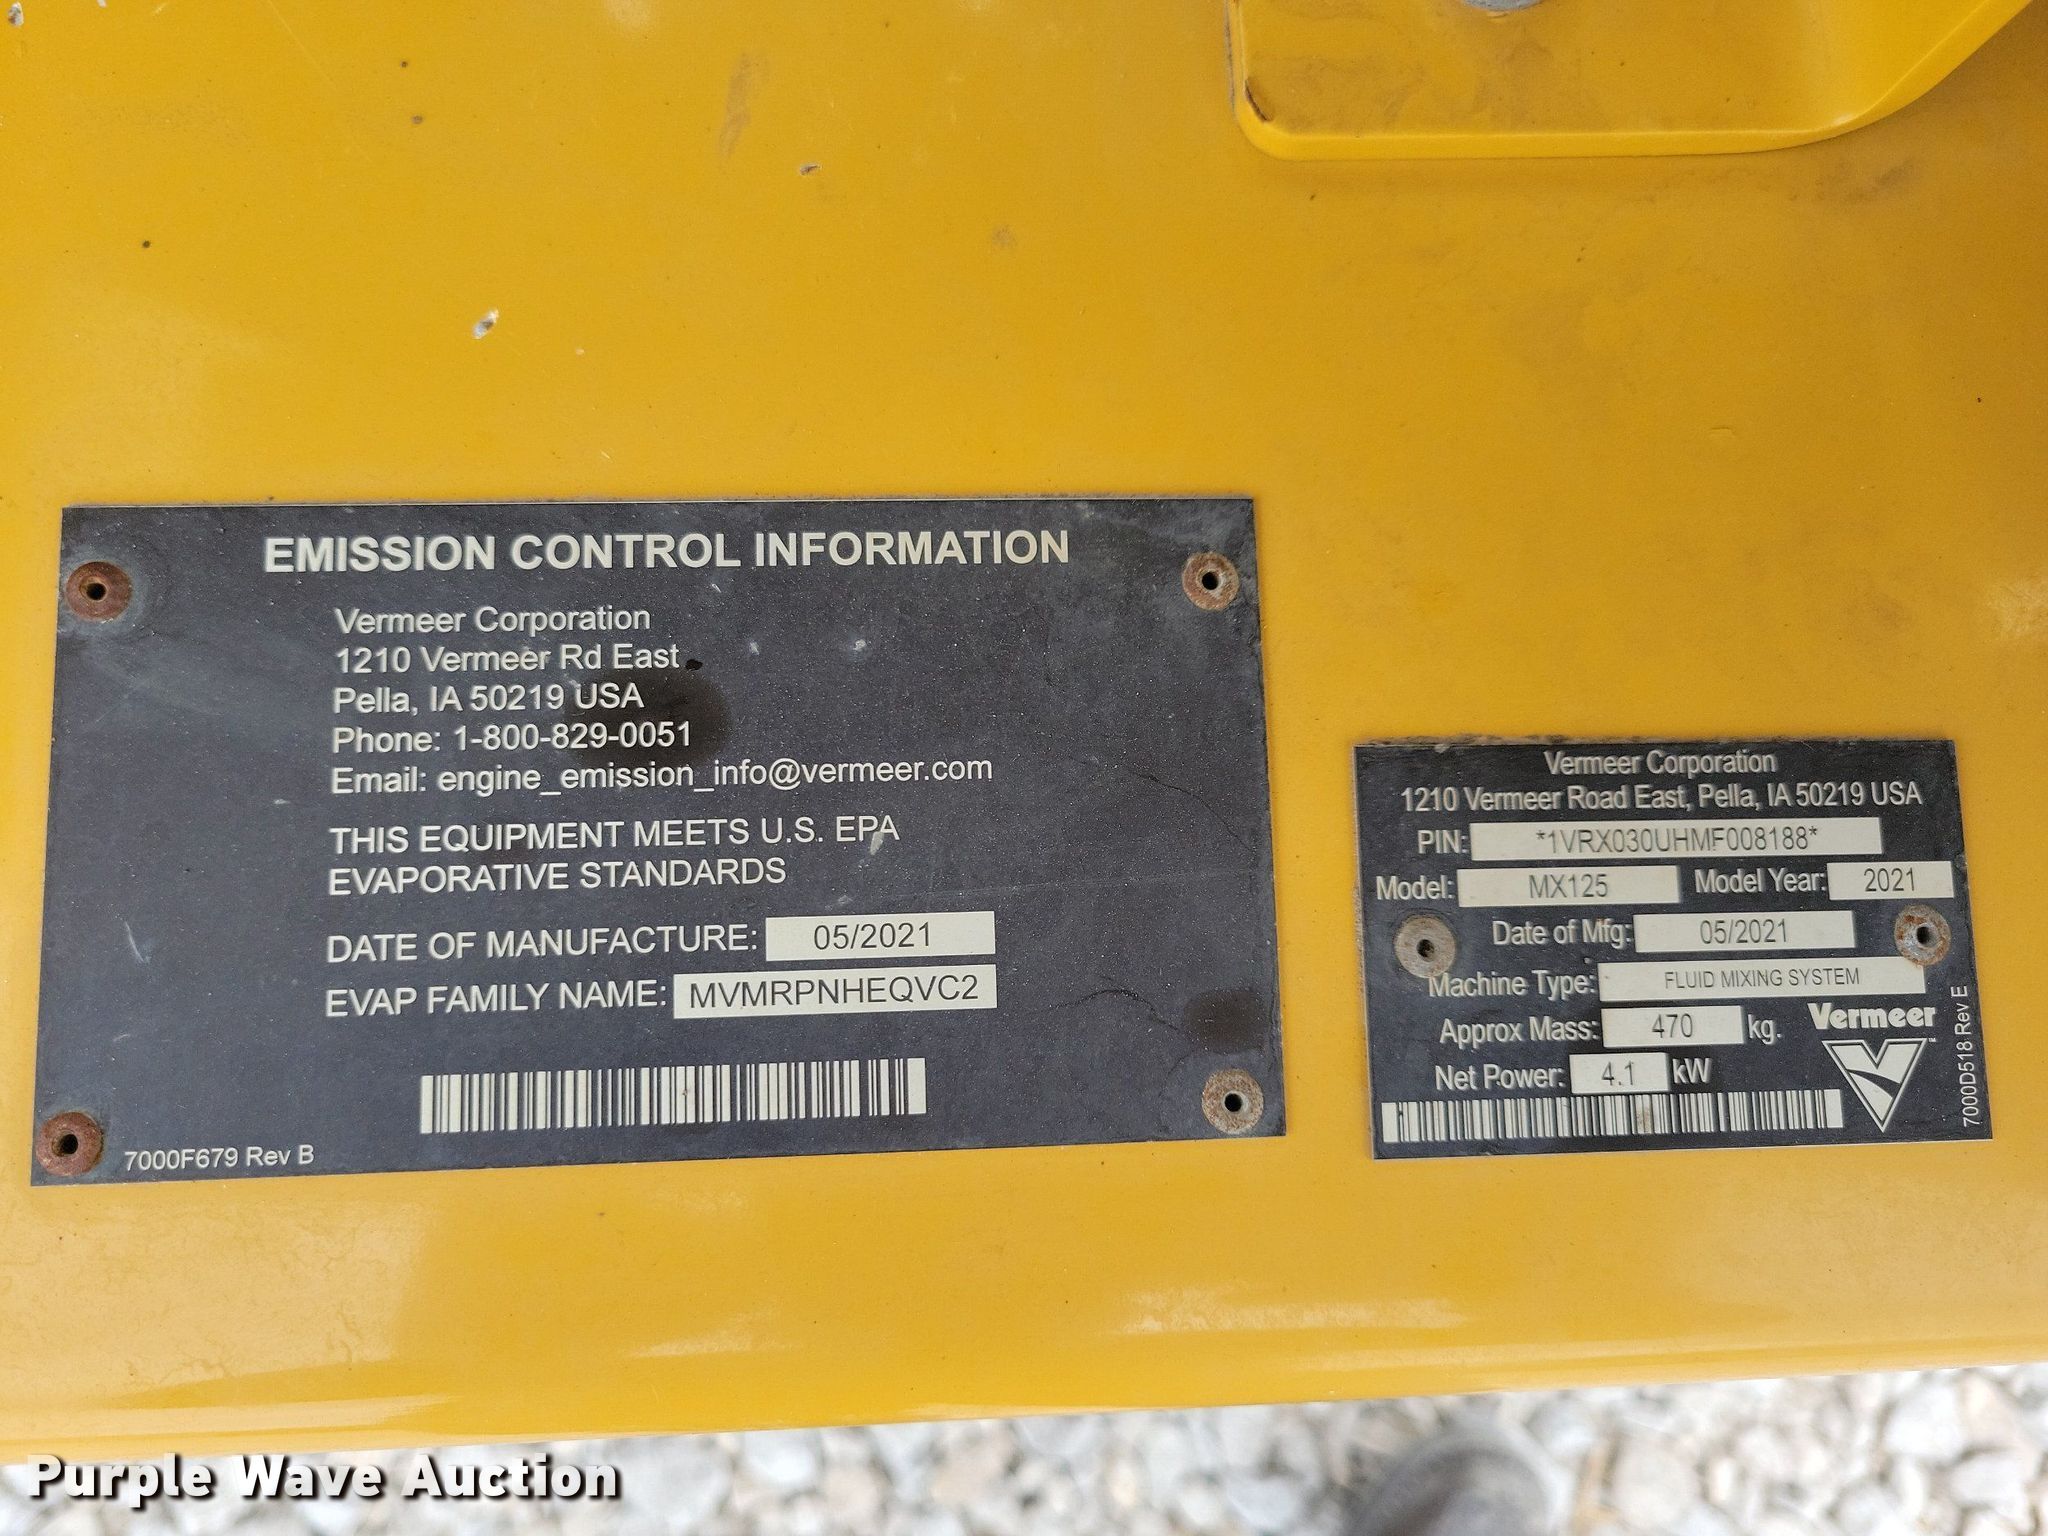 EMISSION CONTROL INFORMATION
Vermeer Corporation
1210 Vermeer Rd East
Pella, IA 50219 USA
Phone: 1-800-829-0051
Email: engine_emission_info@vermeer.com
THIS EQUIPMENT MEETS U.S. EPA
EVAPORATIVE STANDARDS
DATE OF MANUFACTURE: 05/2021
EVAP FAMILY NAME: MVMRPNHEQVC2
7000F679 Rev B
Vermeer Corporation
1210 Vermeer Road East, Pella, IA 50219 USA
PIN: *1VRX030UHMF008188*
Model: MX125 Model Year: 2021
Date of Mfg: 05/2021
Machine Type: FLUID MIXING SYSTEM
Approx Mass: 470 kg.
Net Power: 4.1 kW
Vermeer
7000D518 Rev E
Purple Wave Auction